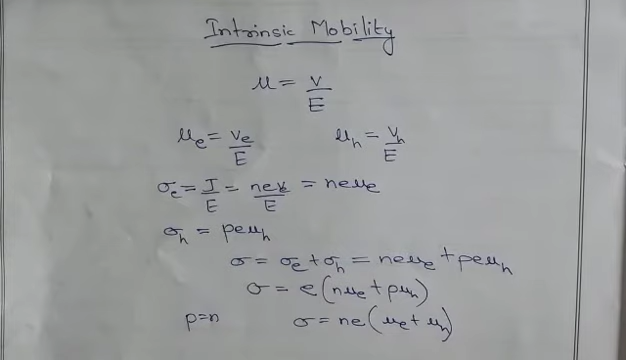 Intrinsic Mobility
μ = v/E
μe = ve/E μh = vh/E
σe = J/E = nev/E = neμe
σh = peμh
σ = σe + σh = neμe + peμh
σ = e(nμe + pμh)
p=n σ = ne(μe + μh)